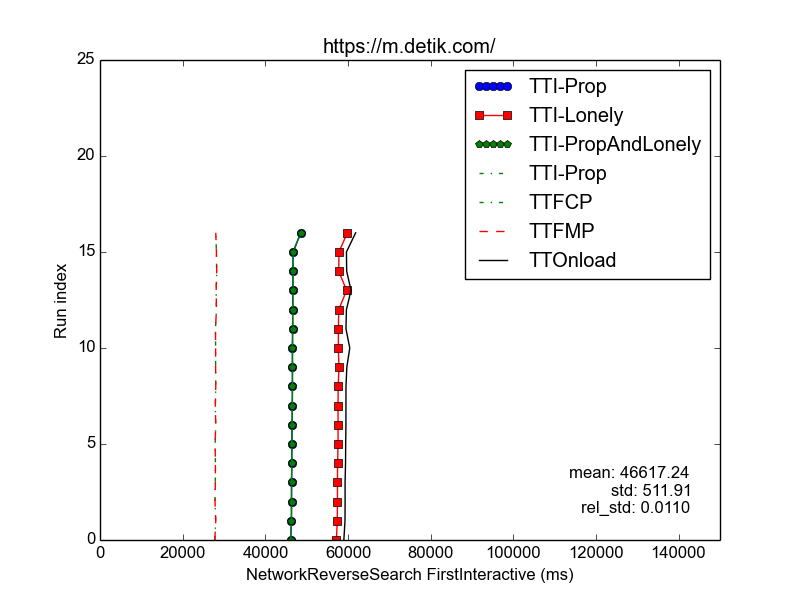 https://m.detik.com/
25
20
15
10
5
0
Run index
TTI-Prop
TTI-Lonely
TTI-PropAndLonely
TTI-Prop
TTFCP
TTFMP
TTOnload
mean: 46617.24
std: 511.91
rel_std: 0.0110
0 20000 40000 60000 80000 100000 120000 140000
NetworkReverseSearch FirstInteractive (ms)